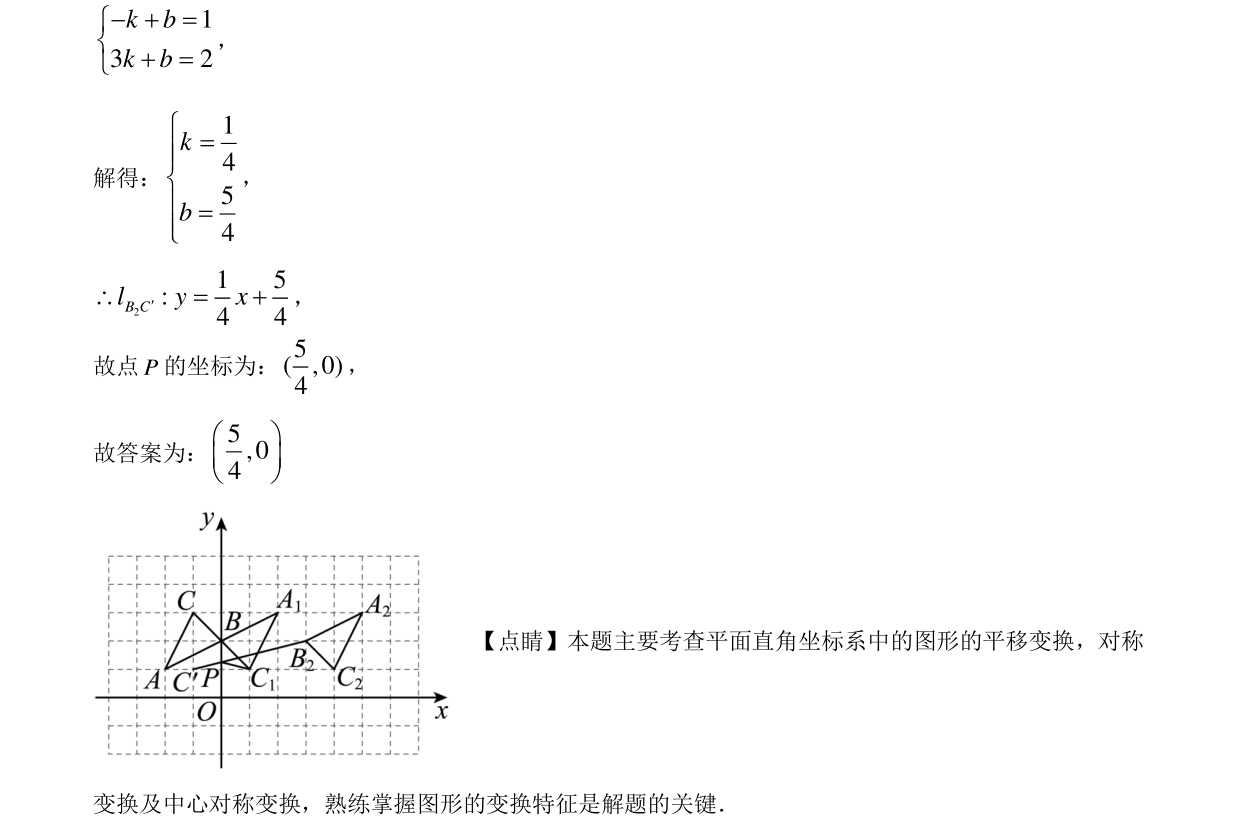 {−k+b=1
3k+b=2，
解得：{k=1/4
b=5/4，
∴l_{B₂C′}：y=1/4x+5/4，
故点P的坐标为：(5/4,0)，
故答案为：(5/4,0)
y
C
B
A₁
A₂
A
C′
P
C₁
B₂
C₂
O
x
【点睛】本题主要考查平面直角坐标系中的图形的平移变换，对称
变换及中心对称变换，熟练掌握图形的变换特征是解题的关键．